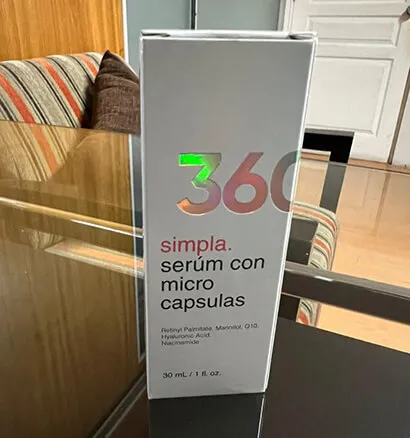 360
simpla.
serúm con
micro
capsulas
Retinyl Palmitate, Mannitol, Q10,
Hyaluronic Acid,
Niacinamide
30 mL / 1 fl. oz.